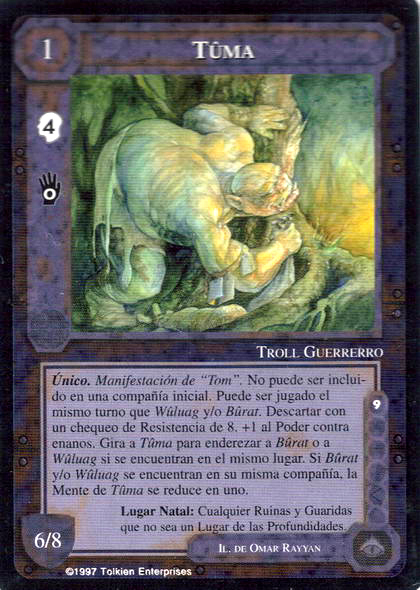 1
TÛMA
4
0
TROLL GUERRERRO
Único. Manifestación de “Tom”. No puede ser inclui-
do en una compañía inicial. Puede ser jugado el
mismo turno que Wûluag y/o Bûrat. Descartar con
un chequeo de Resistencia de 8. +1 al Poder contra
enanos. Gira a Tûma para enderezar a Bûrat o a
Wûluag si se encuentran en el mismo lugar. Si Bûrat
y/o Wûluag se encuentran en su misma compañía, la
Mente de Tûma se reduce en uno.
9
Lugar Natal: Cualquier Ruinas y Guaridas
que no sea un Lugar de las Profundidades.
6/8
IL. DE OMAR RAYYAN
©1997 Tolkien Enterprises